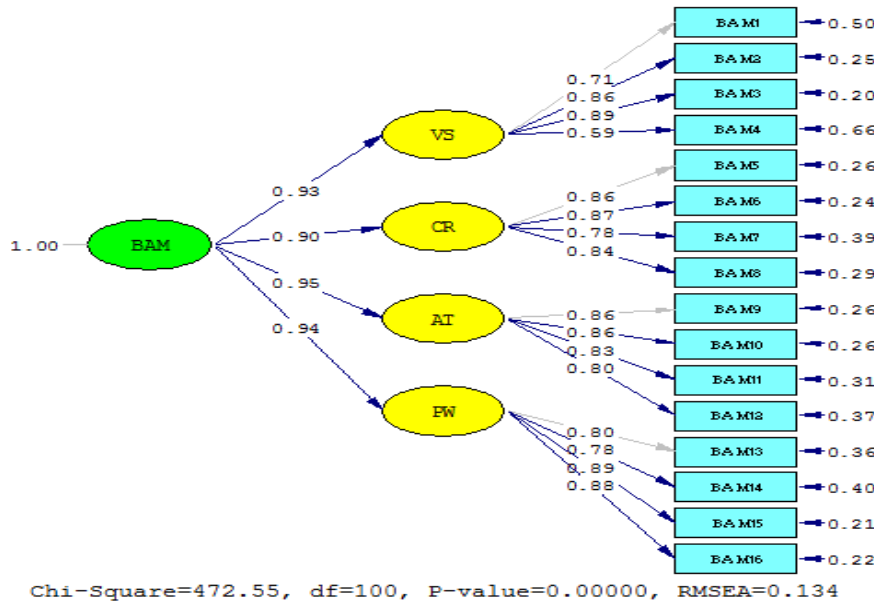 BAM1 0.50
BAM2 0.25
0.71
0.86 BAM3 0.20
0.89
VS 0.59 BAM4 0.66
BAM5 0.26
0.93 0.86
BAM6 0.24
0.87
CR 0.78 BAM7 0.39
1.00 BAM 0.90 0.84
BAM8 0.29
0.95
BAM9 0.26
AT 0.86
0.94 0.86 BAM10 0.26
0.83
0.80 BAM11 0.31
PW BAM12 0.37
0.80
0.78 BAM13 0.36
0.89
0.88 BAM14 0.40
BAM15 0.21
BAM16 0.22
Chi-Square=472.55, df=100, P-value=0.00000, RMSEA=0.134